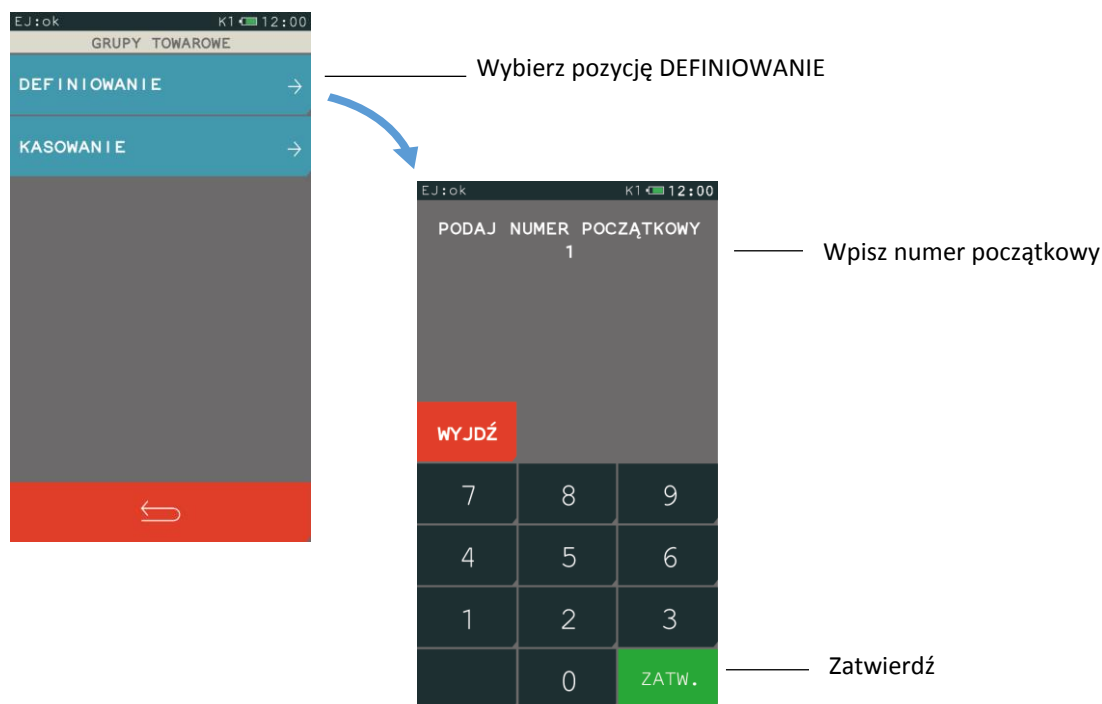 EJ:ok K1 12:00
GRUPY TOWAROWE
DEFINIOWANIE
KASOWANIE
Wybierz pozycję DEFINIOWANIE
EJ:ok K1 12:00
PODAJ NUMER POCZĄTKOWY
1
Wpisz numer początkowy
WYJDŹ
7 8 9
4 5 6
1 2 3
0 ZATW.
Zatwierdź